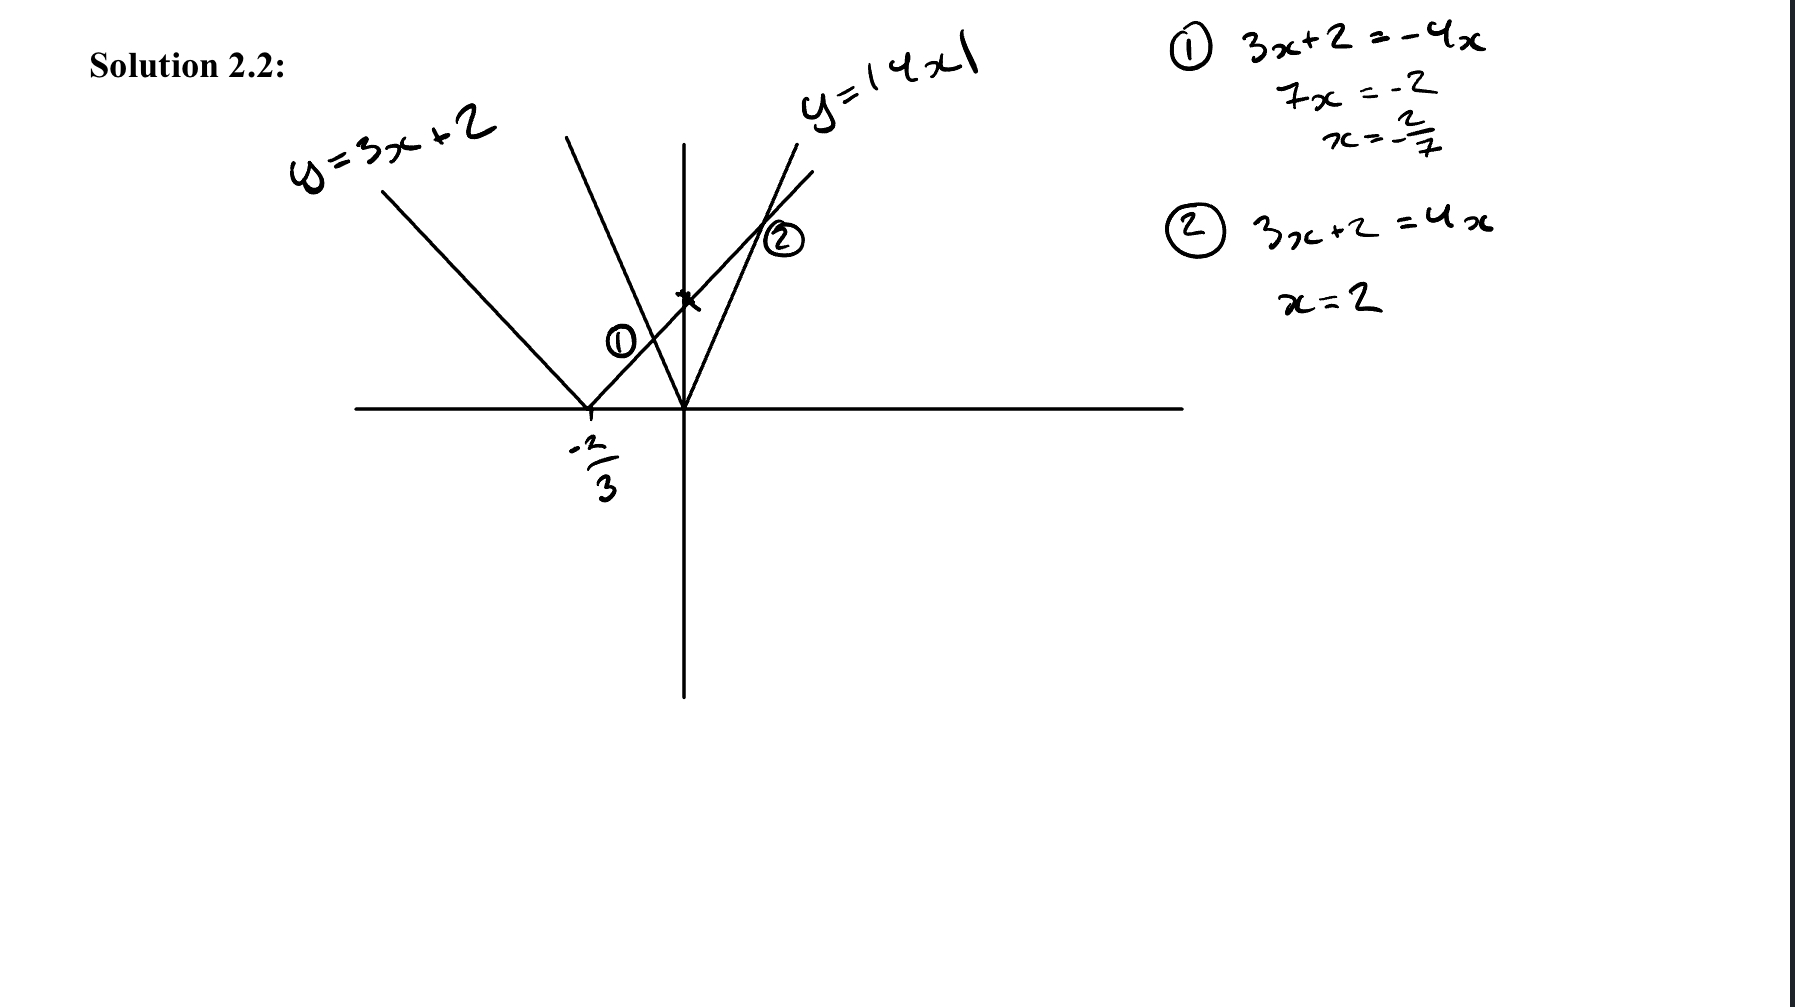 Solution 2.2:
y=3x+2
y=|4x|
① 3x+2=-4x
7x=-2
x=-2/7
② 3x+2=4x
x=2
①
②
-2/3